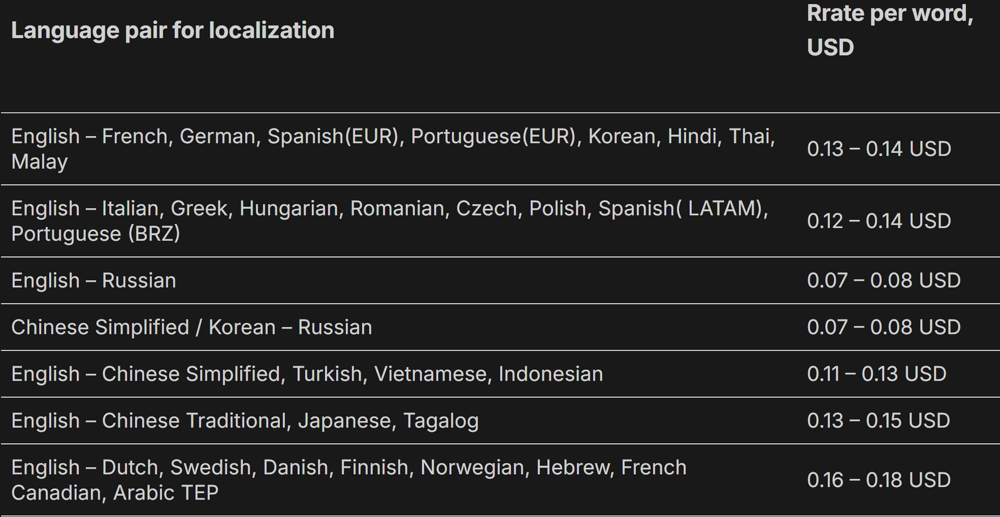 Language pair for localization
Rrate per word,
USD
English – French, German, Spanish(EUR), Portuguese(EUR), Korean, Hindi, Thai,
Malay
0.13 – 0.14 USD
English – Italian, Greek, Hungarian, Romanian, Czech, Polish, Spanish( LATAM),
Portuguese (BRZ)
0.12 – 0.14 USD
English – Russian
0.07 – 0.08 USD
Chinese Simplified / Korean – Russian
0.07 – 0.08 USD
English – Chinese Simplified, Turkish, Vietnamese, Indonesian
0.11 – 0.13 USD
English – Chinese Traditional, Japanese, Tagalog
0.13 – 0.15 USD
English – Dutch, Swedish, Danish, Finnish, Norwegian, Hebrew, French
Canadian, Arabic TEP
0.16 – 0.18 USD